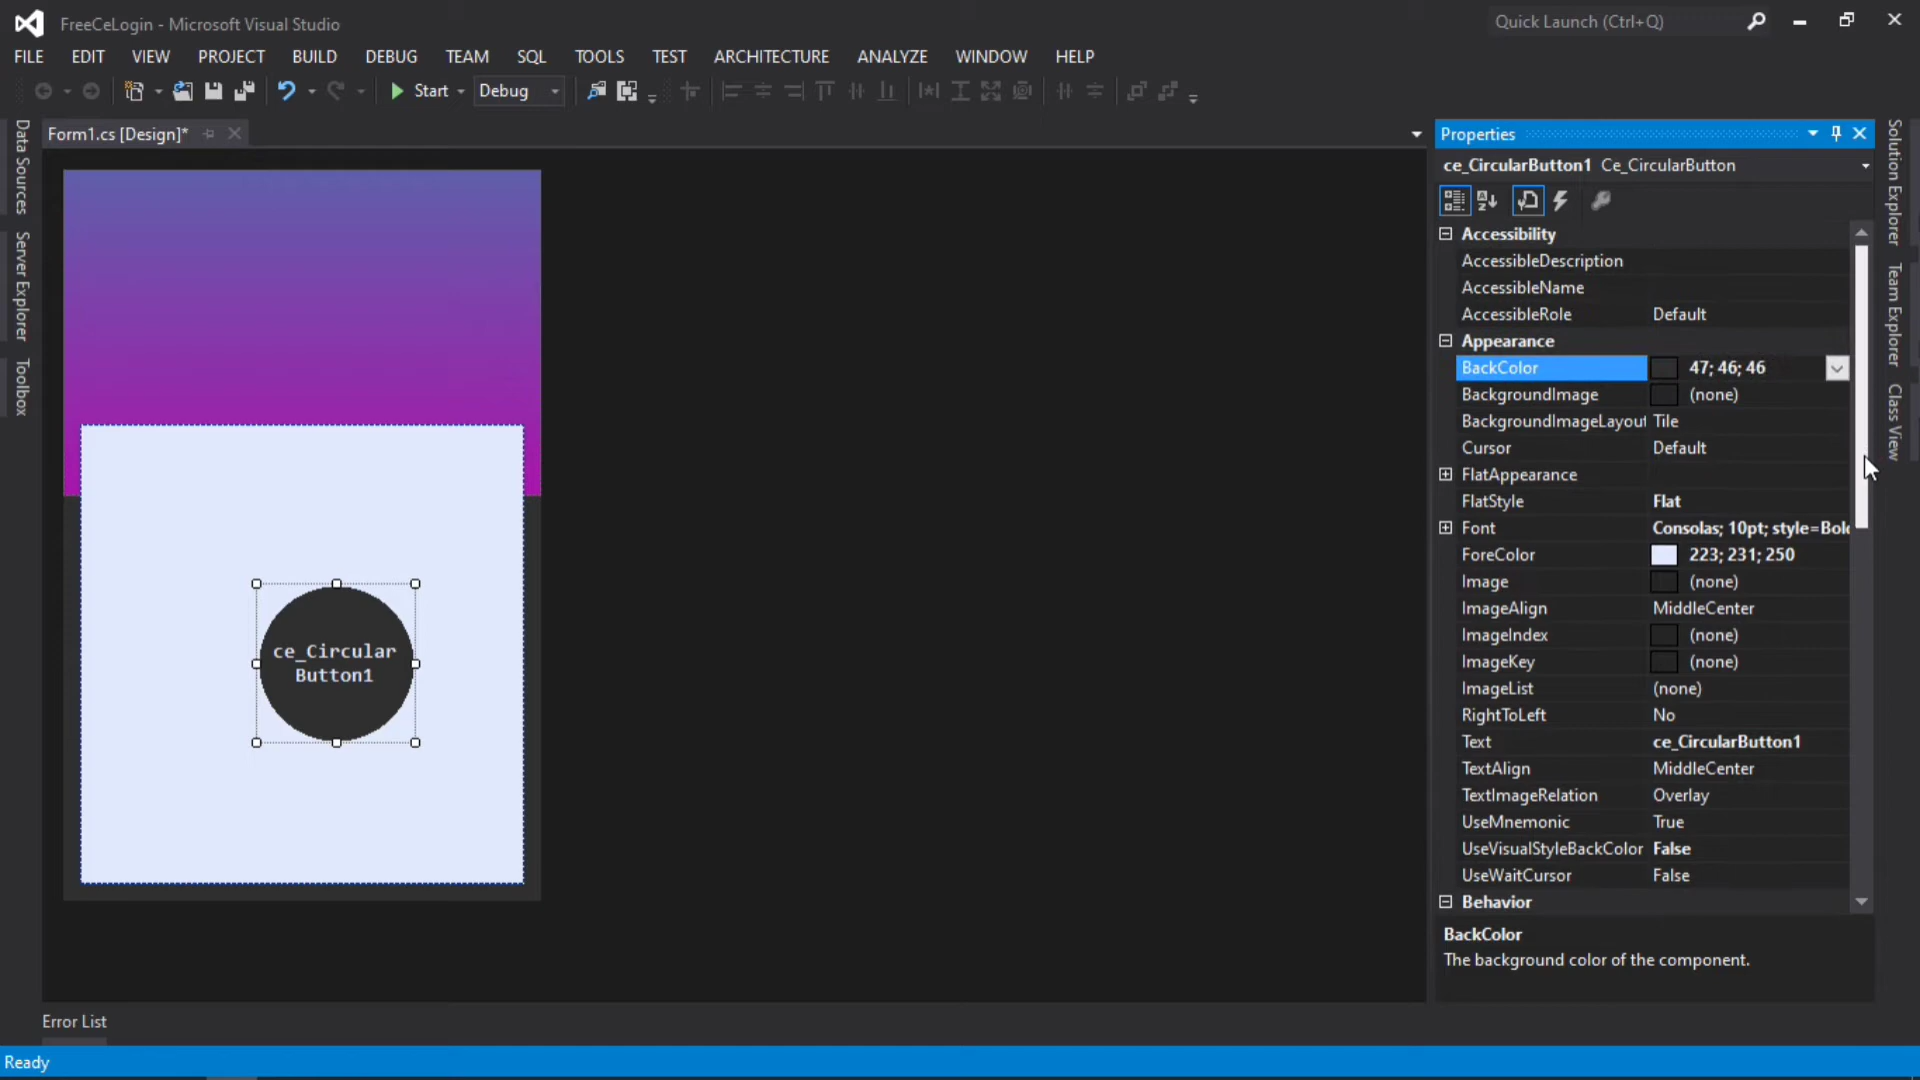 FreeCeLogin - Microsoft Visual Studio
Quick Launch (Ctrl+Q)
FILE EDIT VIEW PROJECT BUILD DEBUG TEAM SQL TOOLS TEST ARCHITECTURE ANALYZE WINDOW HELP
Start Debug
Data Sources
Server Explorer
Toolbox
Form1.cs [Design]*
ce_Circular
Button1
Properties
ce_CircularButton1 Ce_CircularButton
Accessibility
AccessibleDescription
AccessibleName
AccessibleRole Default
Appearance
BackColor 47; 46; 46
BackgroundImage (none)
BackgroundImageLayout Tile
Cursor Default
FlatAppearance
FlatStyle Flat
Font Consolas; 10pt; style=Bold
ForeColor 223; 231; 250
Image (none)
ImageAlign MiddleCenter
ImageIndex (none)
ImageKey (none)
ImageList (none)
RightToLeft No
Text ce_CircularButton1
TextAlign MiddleCenter
TextImageRelation Overlay
UseMnemonic True
UseVisualStyleBackColor False
UseWaitCursor False
Behavior
BackColor
The background color of the component.
Solution Explorer
Team Explorer
Class View
Error List
Ready